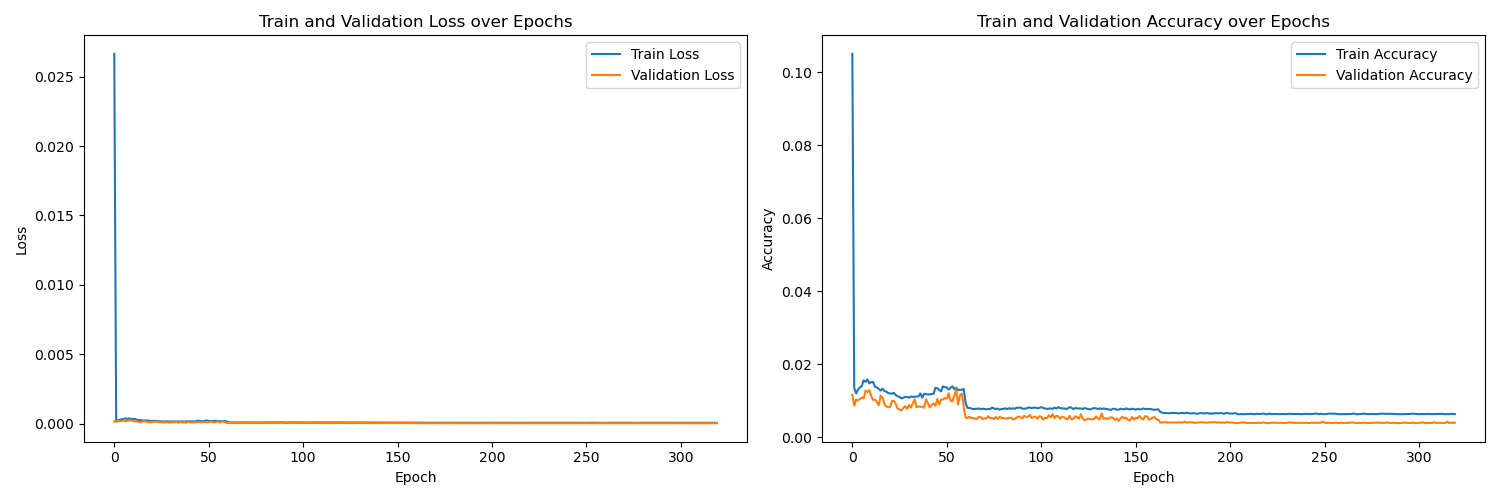 Train and Validation Loss over Epochs
Train Loss
Validation Loss
0.025
0.020
0.015
0.010
0.005
0.000
Loss
0
50
100
150
200
250
300
Epoch
Train and Validation Accuracy over Epochs
Train Accuracy
Validation Accuracy
0.10
0.08
0.06
0.04
0.02
0.00
Accuracy
0
50
100
150
200
250
300
Epoch